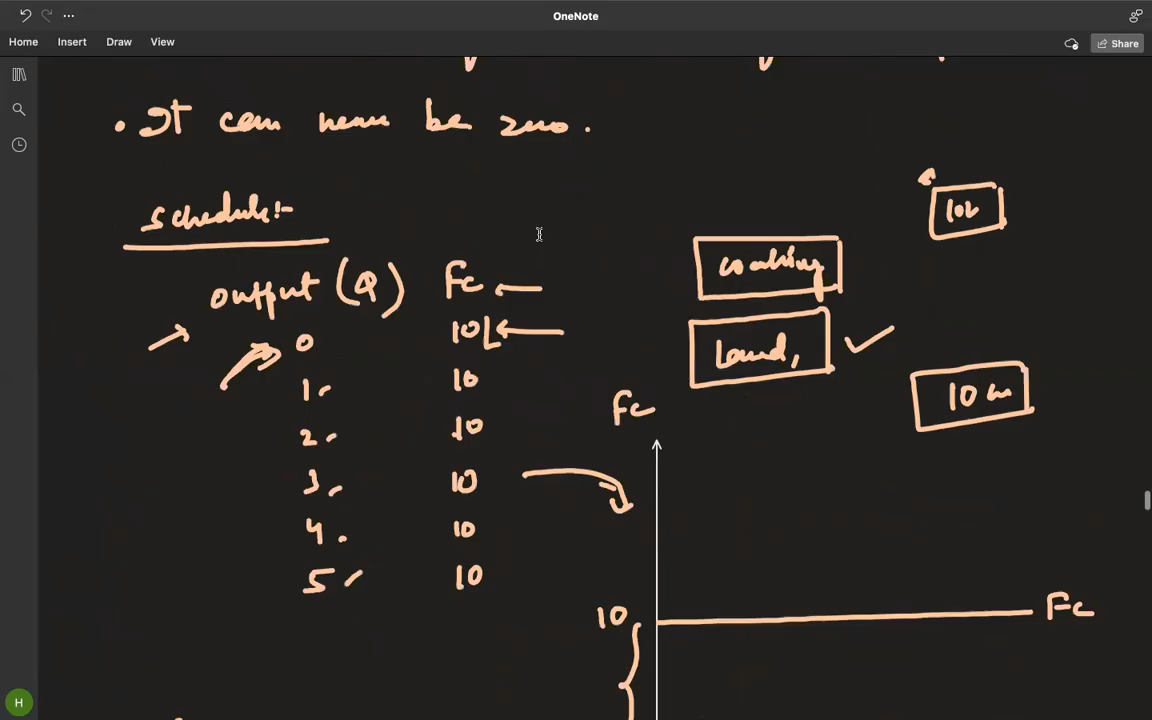 OneNote
Home Insert Draw View
Share
. It can never be zero.
Schedule:-
10L
output (Q) Fc
coaching
0 10L
Land,
1 10
10
Fc
2 10
3 10
4 10
5 10
10 Fc
H